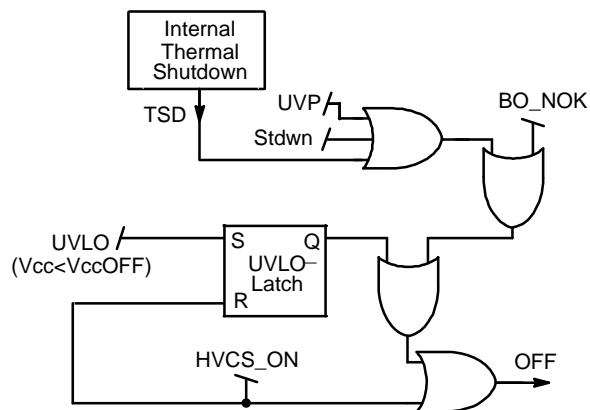 Internal
Thermal
Shutdown
TSD
UVP
Stdwn
BO_NOK
UVLO
(Vcc<VccOFF)
S
Q
UVLO
Latch
R
HVCS_ON
OFF